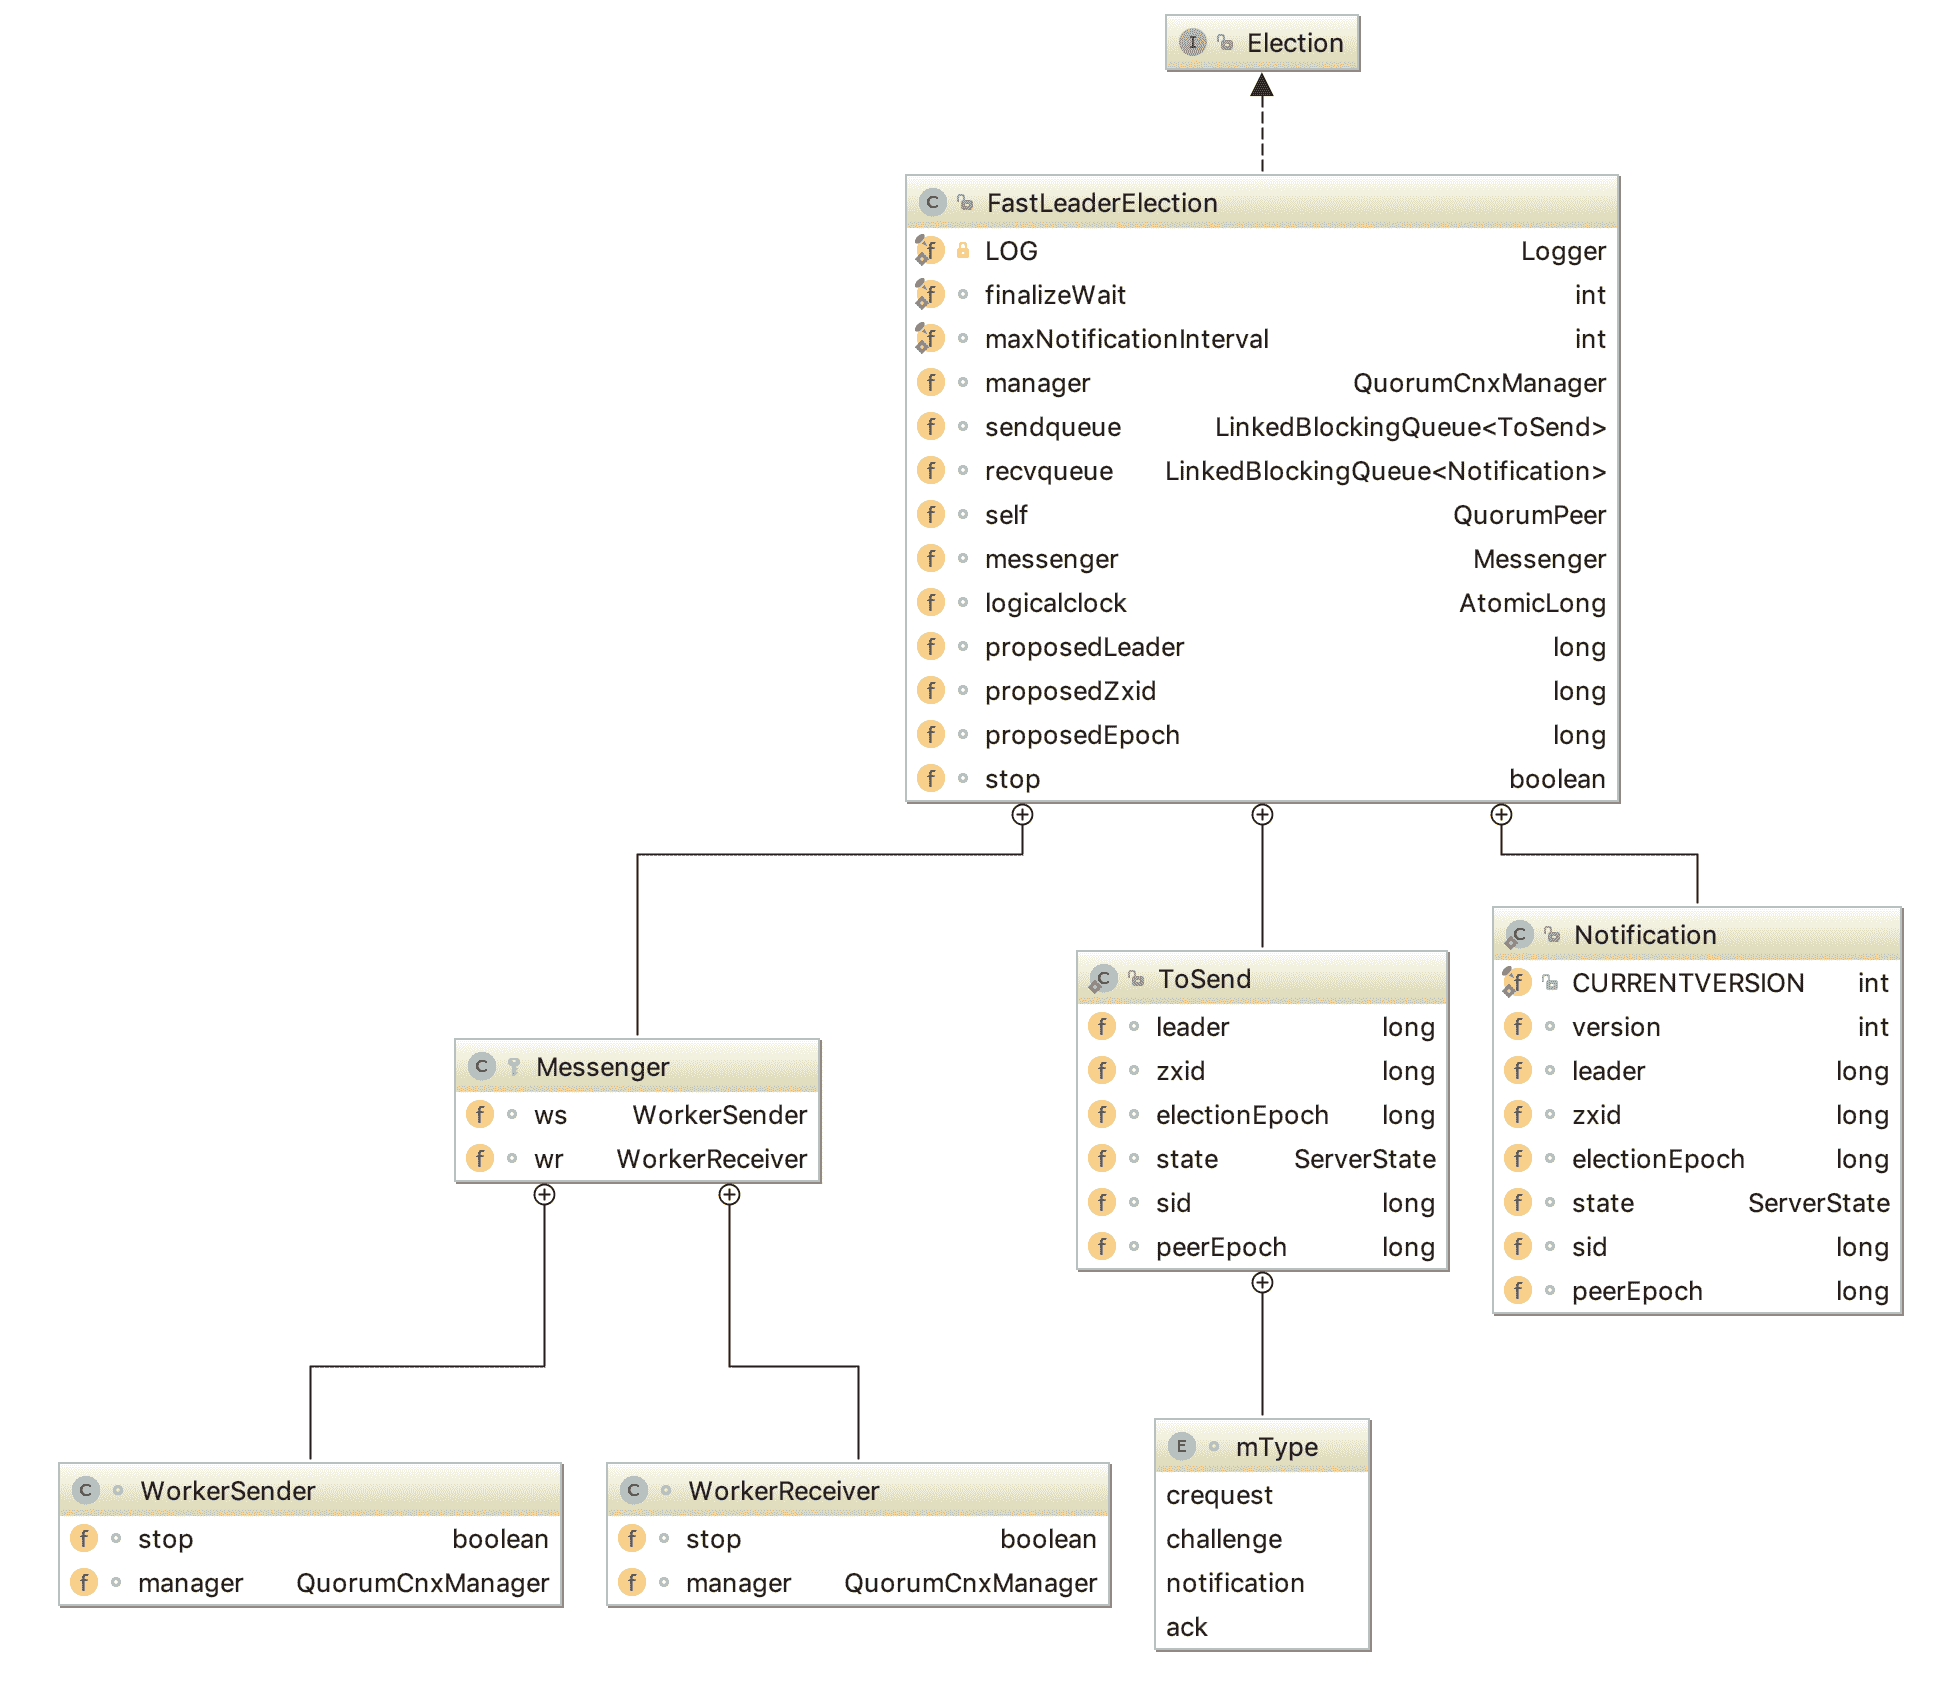 I Election
C FastLeaderElection
f LOG Logger
f finalizeWait int
f maxNotificationInterval int
f manager QuorumCnxManager
f sendqueue LinkedBlockingQueue<ToSend>
f recvqueue LinkedBlockingQueue<Notification>
f self QuorumPeer
f messenger Messenger
f logicalclock AtomicLong
f proposedLeader long
f proposedZxid long
f proposedEpoch long
f stop boolean
C Messenger
f ws WorkerSender
f wr WorkerReceiver
C ToSend
f leader long
f zxid long
f electionEpoch long
f state ServerState
f sid long
f peerEpoch long
C Notification
f CURRENTVERSION int
f version int
f leader long
f zxid long
f electionEpoch long
f state ServerState
f sid long
f peerEpoch long
C WorkerSender
f stop boolean
f manager QuorumCnxManager
C WorkerReceiver
f stop boolean
f manager QuorumCnxManager
E mType
crequest
challenge
notification
ack